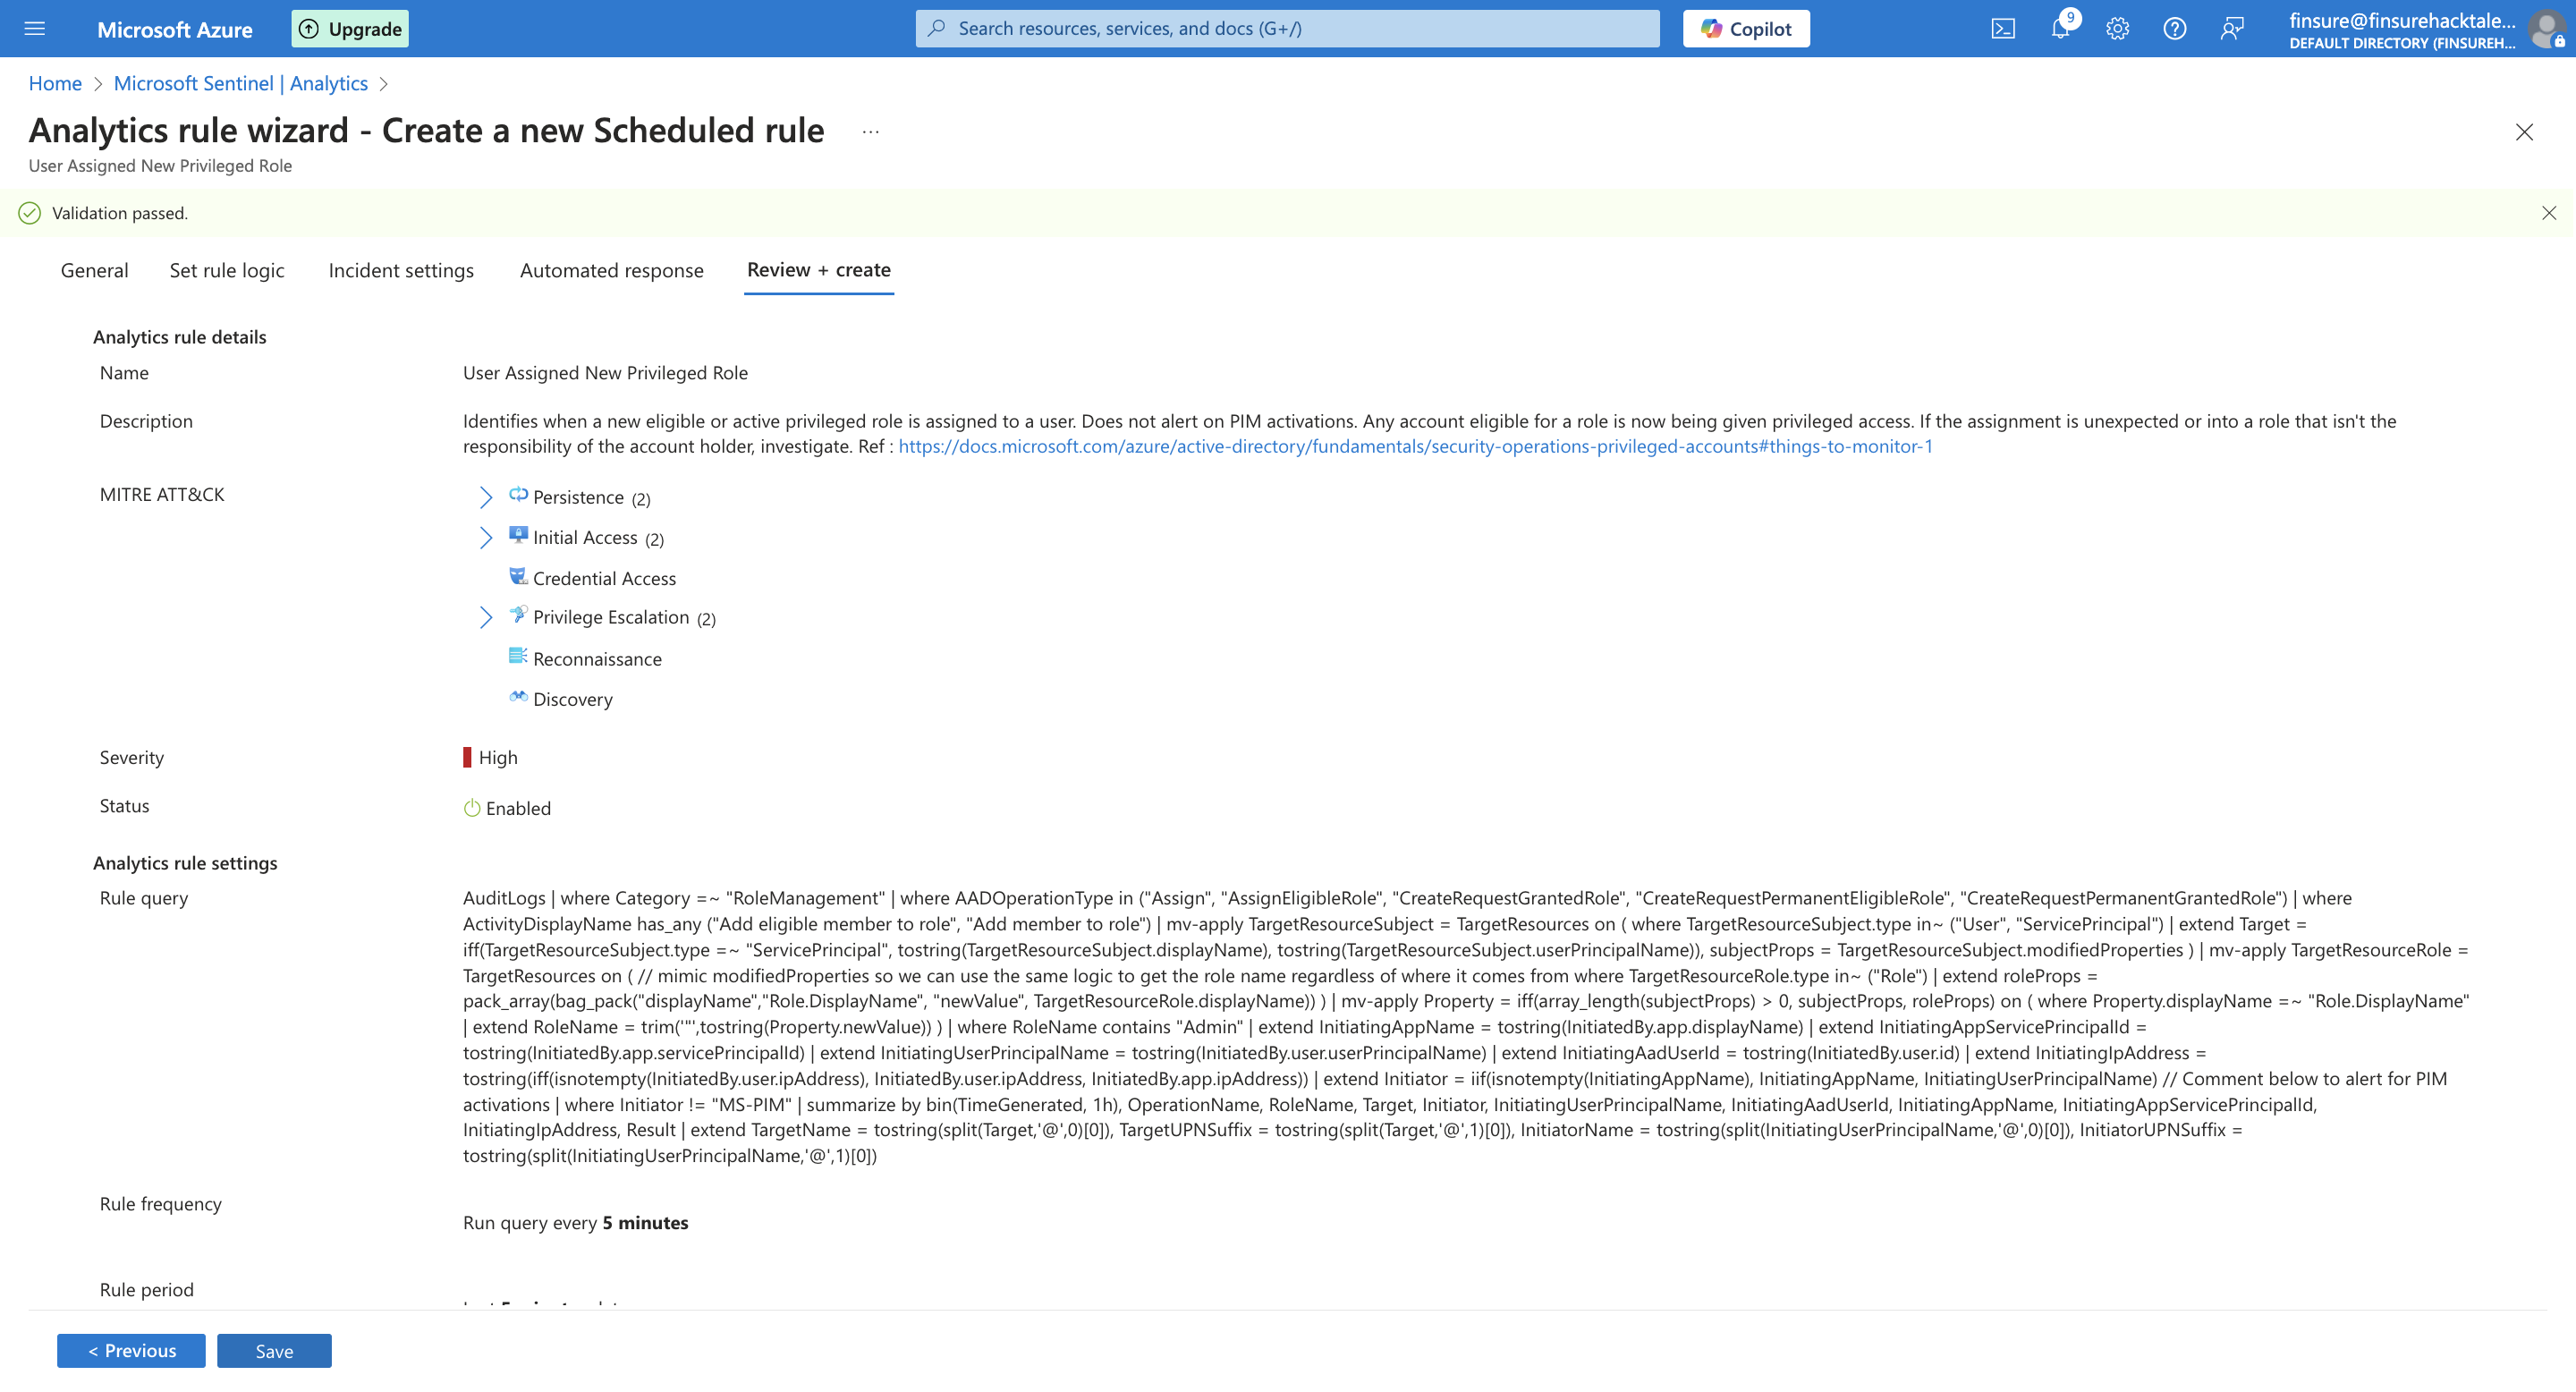 Microsoft Azure
Upgrade
Search resources, services, and docs (G+/)
Copilot
9
finsure@finsurehacktale...
DEFAULT DIRECTORY (FINSUREH...
Home > Microsoft Sentinel | Analytics >
Analytics rule wizard - Create a new Scheduled rule ...
User Assigned New Privileged Role
Validation passed.
General
Set rule logic
Incident settings
Automated response
Review + create
Analytics rule details
Name
User Assigned New Privileged Role
Description
Identifies when a new eligible or active privileged role is assigned to a user. Does not alert on PIM activations. Any account eligible for a role is now being given privileged access. If the assignment is unexpected or into a role that isn't the
responsibility of the account holder, investigate. Ref : https://docs.microsoft.com/azure/active-directory/fundamentals/security-operations-privileged-accounts#things-to-monitor-1
MITRE ATT&CK
Persistence (2)
Initial Access (2)
Credential Access
Privilege Escalation (2)
Reconnaissance
Discovery
Severity
High
Status
Enabled
Analytics rule settings
Rule query
AuditLogs | where Category =~ "RoleManagement" | where AADOperationType in ("Assign", "AssignEligibleRole", "CreateRequestGrantedRole", "CreateRequestPermanentEligibleRole", "CreateRequestPermanentGrantedRole") | where
ActivityDisplayName has_any ("Add eligible member to role", "Add member to role") | mv-apply TargetResourceSubject = TargetResources on ( where TargetResourceSubject.type in~ ("User", "ServicePrincipal") | extend Target =
iff(TargetResourceSubject.type =~ "ServicePrincipal", tostring(TargetResourceSubject.displayName), tostring(TargetResourceSubject.userPrincipalName)), subjectProps = TargetResourceSubject.modifiedProperties ) | mv-apply TargetResourceRole =
TargetResources on ( // mimic modifiedProperties so we can use the same logic to get the role name regardless of where it comes from where TargetResourceRole.type in~ ("Role") | extend roleProps =
pack_array(bag_pack("displayName","Role.DisplayName", "newValue", TargetResourceRole.displayName)) ) | mv-apply Property = iff(array_length(subjectProps) > 0, subjectProps, roleProps) on ( where Property.displayName =~ "Role.DisplayName"
| extend RoleName = trim('"',tostring(Property.newValue)) ) | where RoleName contains "Admin" | extend InitiatingAppName = tostring(InitiatedBy.app.displayName) | extend InitiatingAppServicePrincipalId =
tostring(InitiatedBy.app.servicePrincipalId) | extend InitiatingUserPrincipalName = tostring(InitiatedBy.user.userPrincipalName) | extend InitiatingAadUserId = tostring(InitiatedBy.user.id) | extend InitiatingIpAddress =
tostring(iff(isnotempty(InitiatedBy.user.ipAddress), InitiatedBy.user.ipAddress, InitiatedBy.app.ipAddress)) | extend Initiator = iif(isnotempty(InitiatingAppName), InitiatingAppName, InitiatingUserPrincipalName) // Comment below to alert for PIM
activations | where Initiator != "MS-PIM" | summarize by bin(TimeGenerated, 1h), OperationName, RoleName, Target, Initiator, InitiatingUserPrincipalName, InitiatingAadUserId, InitiatingAppName, InitiatingAppServicePrincipalId,
InitiatingIpAddress, Result | extend TargetName = tostring(split(Target,'@',0)[0]), TargetUPNSuffix = tostring(split(Target,'@',1)[0]), InitiatorName = tostring(split(InitiatingUserPrincipalName,'@',0)[0]), InitiatorUPNSuffix =
tostring(split(InitiatingUserPrincipalName,'@',1)[0])
Rule frequency
Run query every 5 minutes
Rule period
< Previous
Save